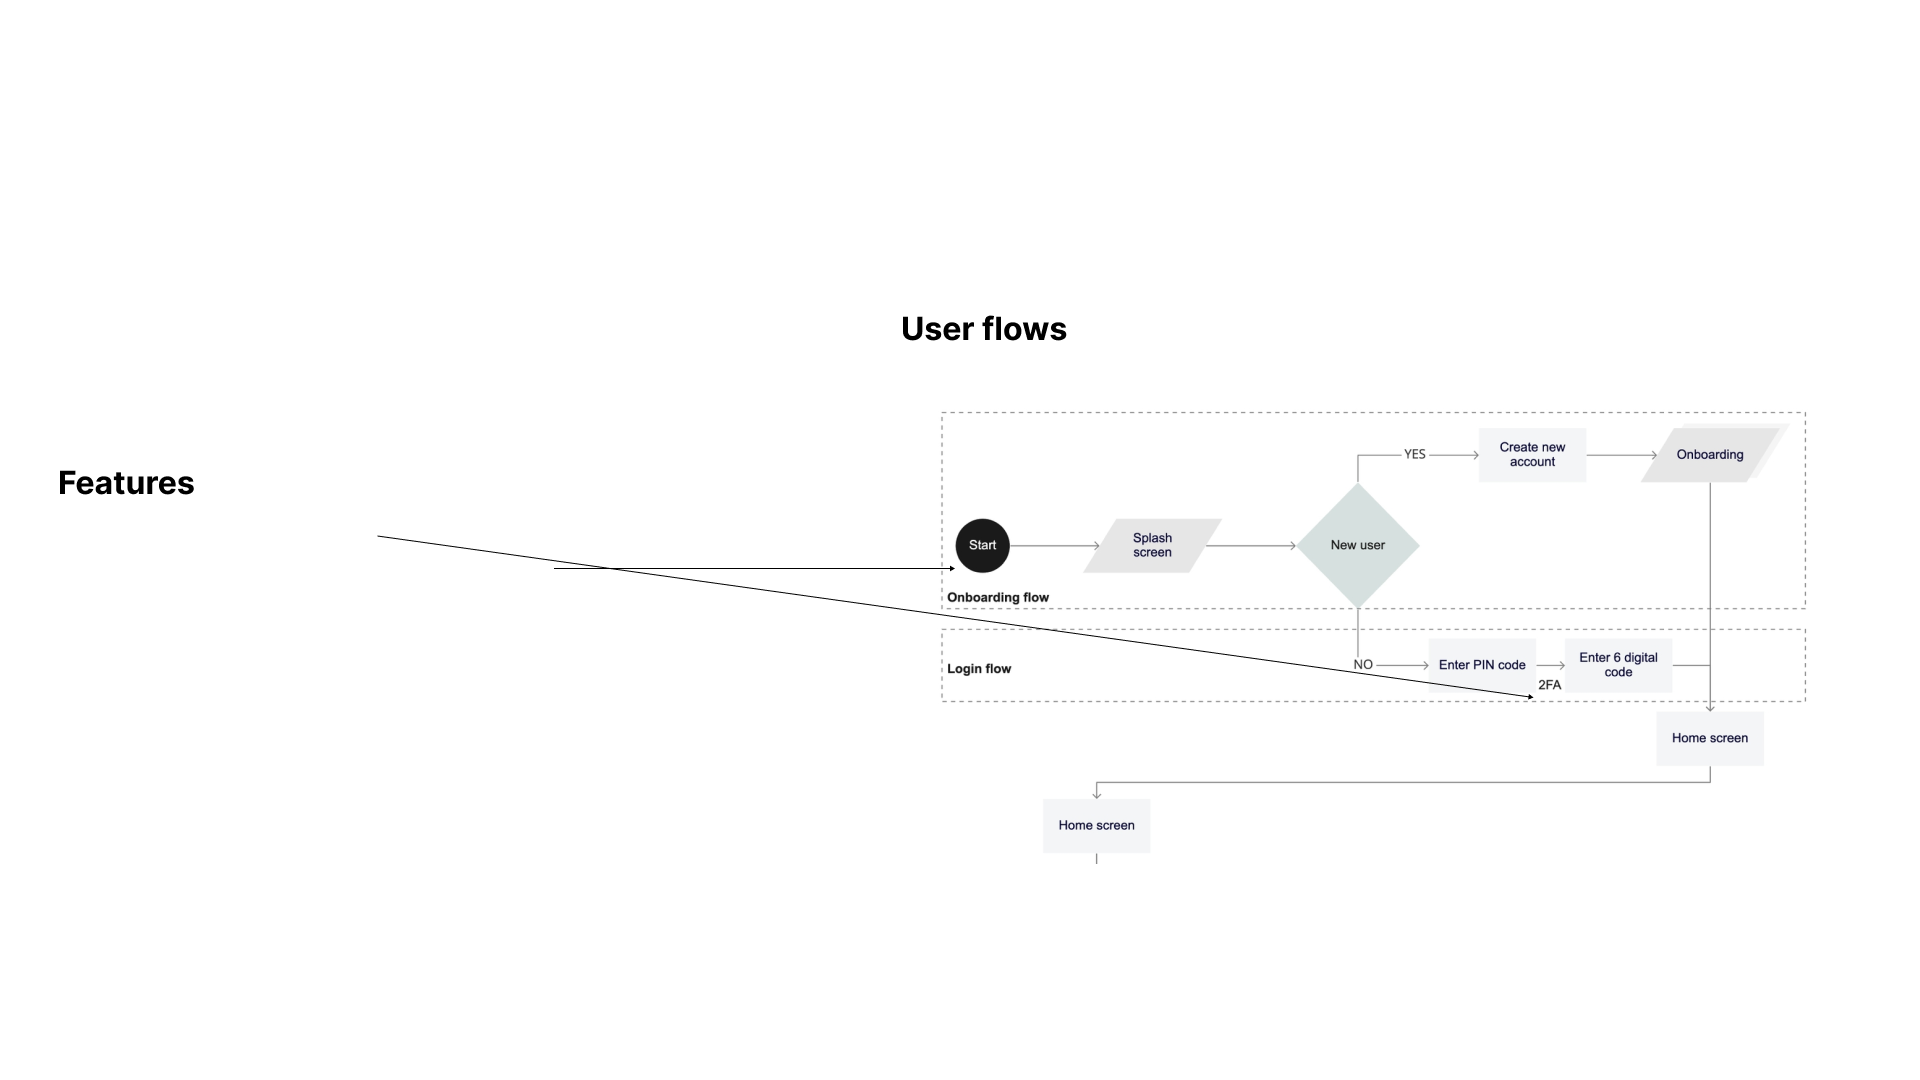 User flows
Features
YES
Create new
account
Onboarding
Start
Splash
screen
New user
Onboarding flow
Login flow
NO
Enter PIN code
2FA
Enter 6 digital
code
Home screen
Home screen